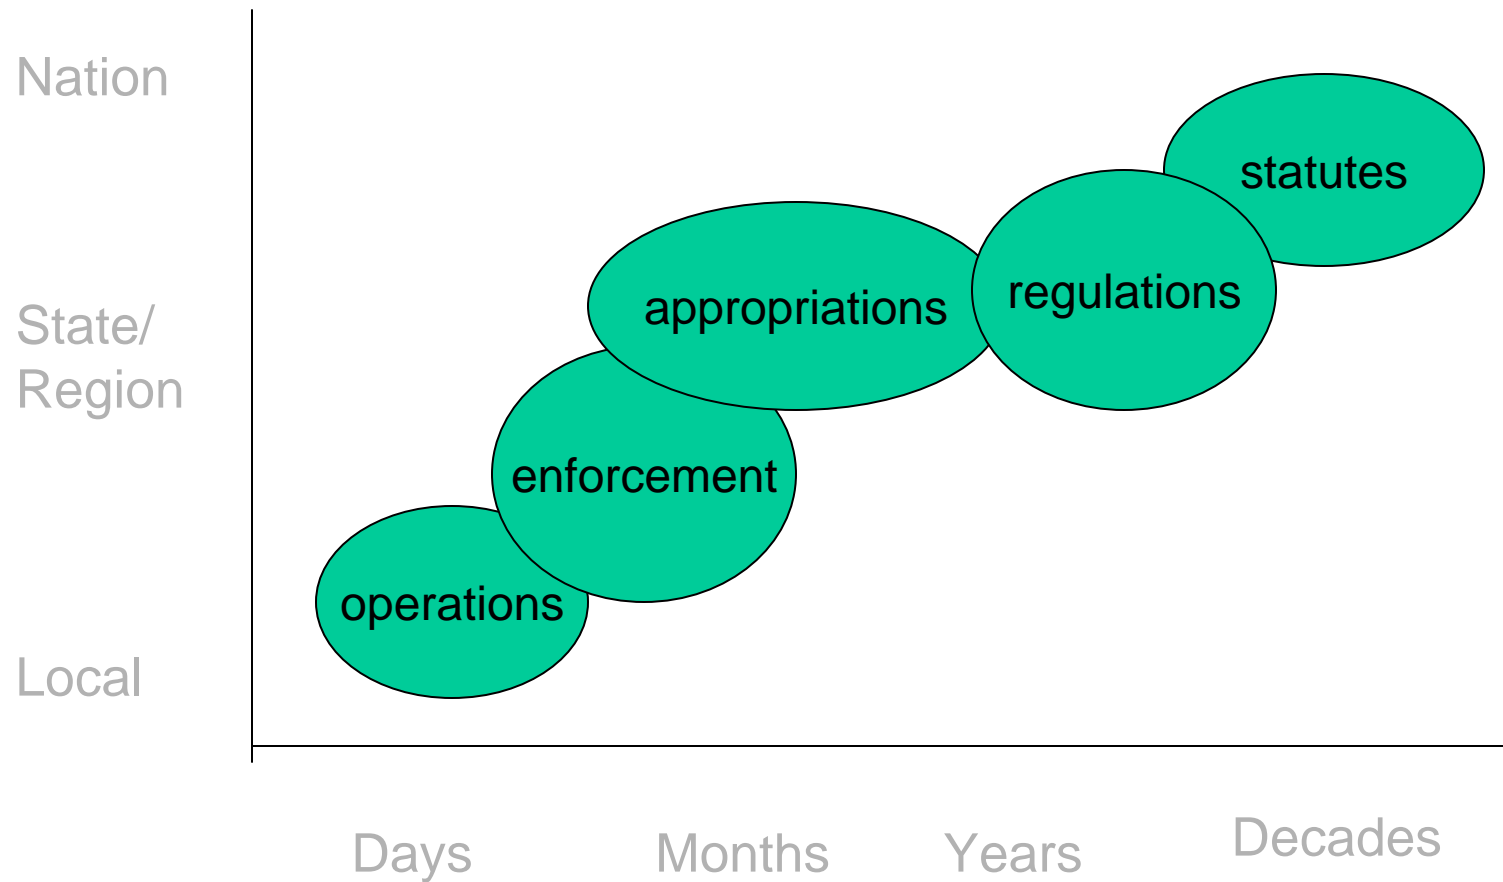 Nation
statutes
regulations
appropriations
State/
Region
enforcement
operations
Local
Days
Months
Years
Decades